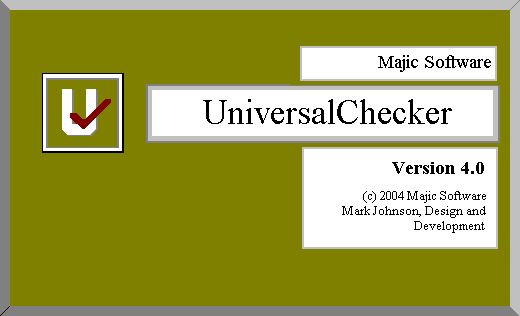 Majic Software
U
UniversalChecker
Version 4.0
(c) 2004 Majic Software
Mark Johnson, Design and
Development